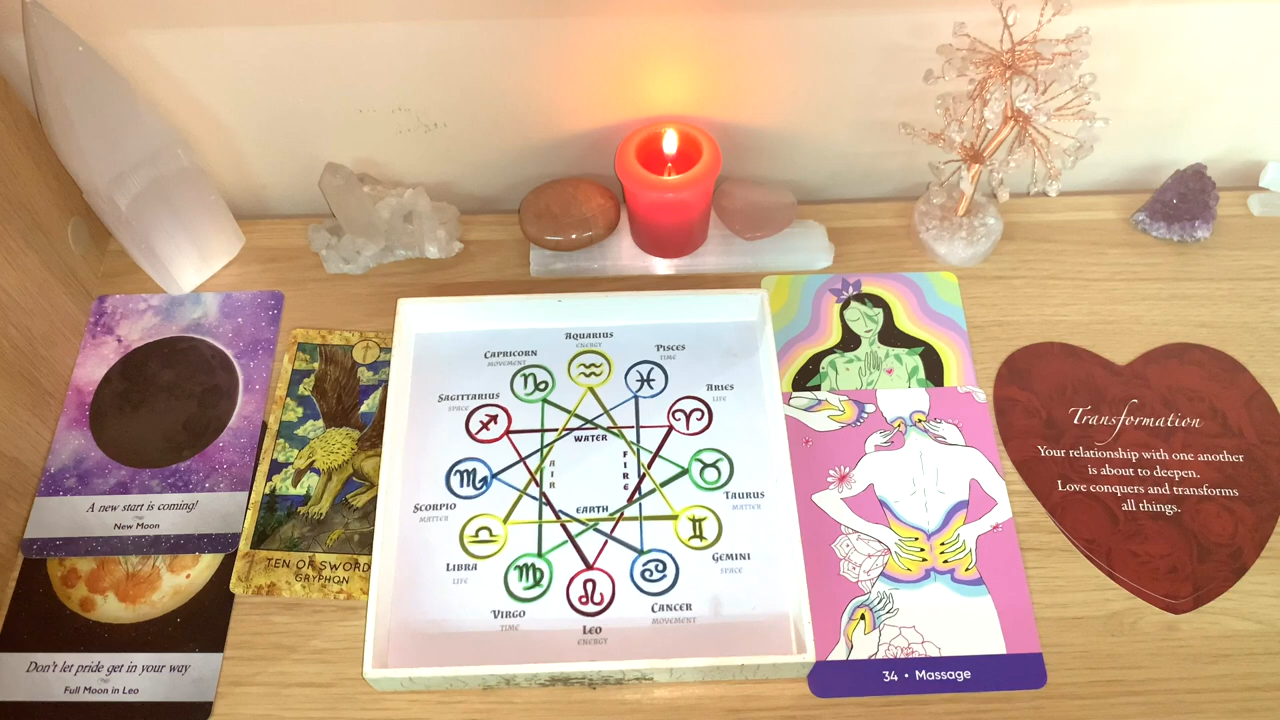 A new start is coming!
New Moon
Don't let pride get in your way
Full Moon in Leo
TEN OF SWORD
GRYPHON
AQUARIUS
ENERGY
PISCES
TIME
ARIES
LIFE
TAURUS
MATTER
GEMINI
SPACE
CANCER
MOVEMENT
LEO
ENERGY
VIRGO
TIME
LIBRA
LIFE
SCORPIO
MATTER
SAGITTARIUS
SPACE
CAPRICORN
MOVEMENT
WATER
AIR
FIRE
EARTH
34 • Massage
Transformation
Your relationship with one another
is about to deepen.
Love conquers and transforms
all things.